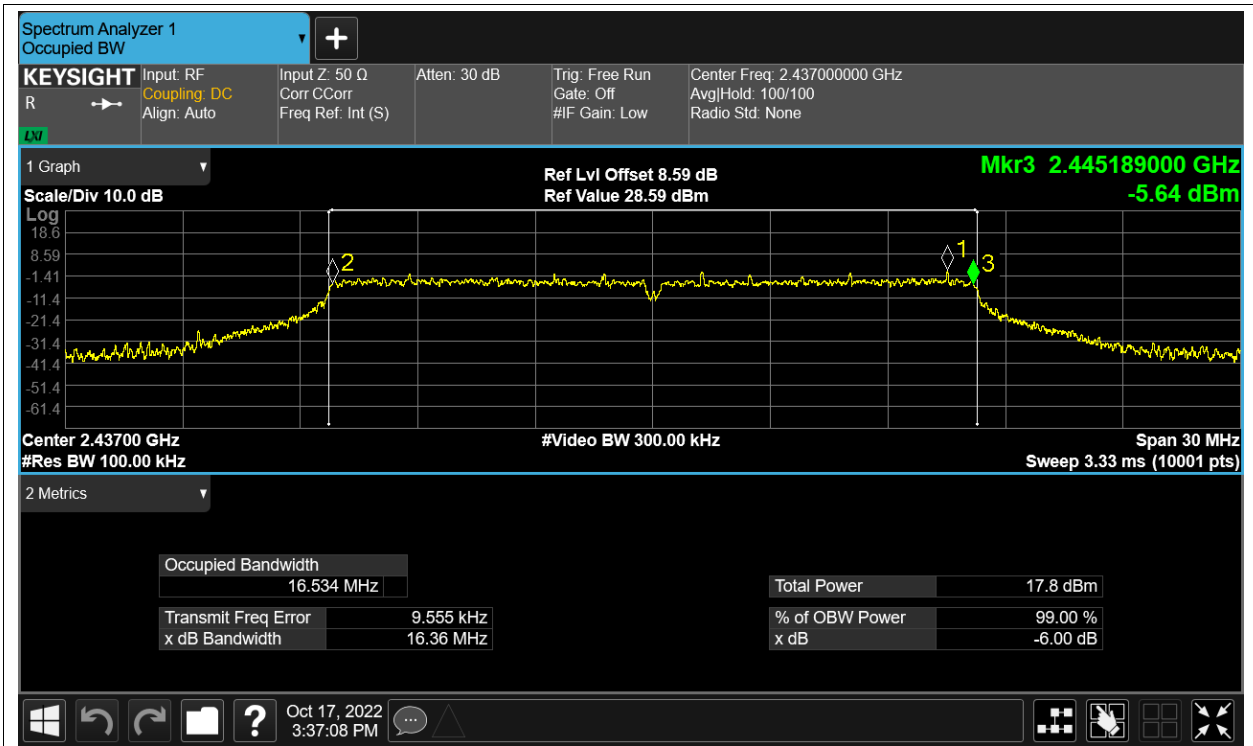 Spectrum Analyzer 1
Occupied BW
KEYSIGHT
R
LXI
Input: RF
Coupling: DC
Align: Auto
Input Z: 50 Ω
Corr CCorr
Freq Ref: Int (S)
Atten: 30 dB
Trig: Free Run
Gate: Off
#IF Gain: Low
Center Freq: 2.437000000 GHz
Avg|Hold: 100/100
Radio Std: None
1 Graph
Scale/Div 10.0 dB
Ref Lvl Offset 8.59 dB
Ref Value 28.59 dBm
Mkr3 2.445189000 GHz
-5.64 dBm
Log
18.6
8.59
-1.41
-11.4
-21.4
-31.4
-41.4
-51.4
-61.4
2
1
3
Center 2.43700 GHz
#Video BW 300.00 kHz
Span 30 MHz
#Res BW 100.00 kHz
Sweep 3.33 ms (10001 pts)
2 Metrics
Occupied Bandwidth
16.534 MHz
Transmit Freq Error 9.555 kHz
x dB Bandwidth 16.36 MHz
Total Power 17.8 dBm
% of OBW Power 99.00 %
x dB -6.00 dB
?
Oct 17, 2022
3:37:08 PM